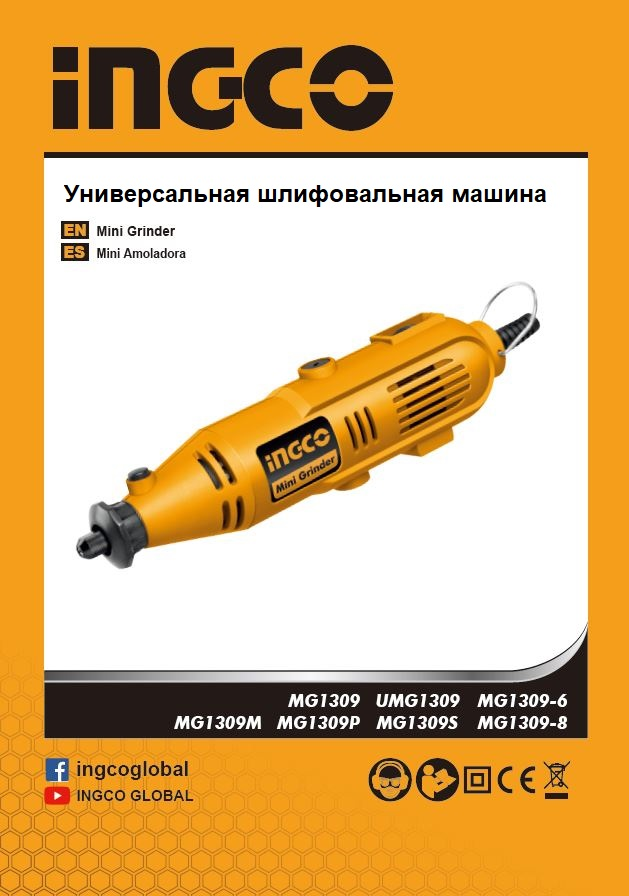 INGCO
Универсальная шлифовальная машина
EN Mini Grinder
ES Mini Amoladora
INGCO
Mini Grinder
MG1309 UMG1309 MG1309-6
MG1309M MG1309P MG1309S MG1309-8
ingcoglobal
INGCO GLOBAL
CE